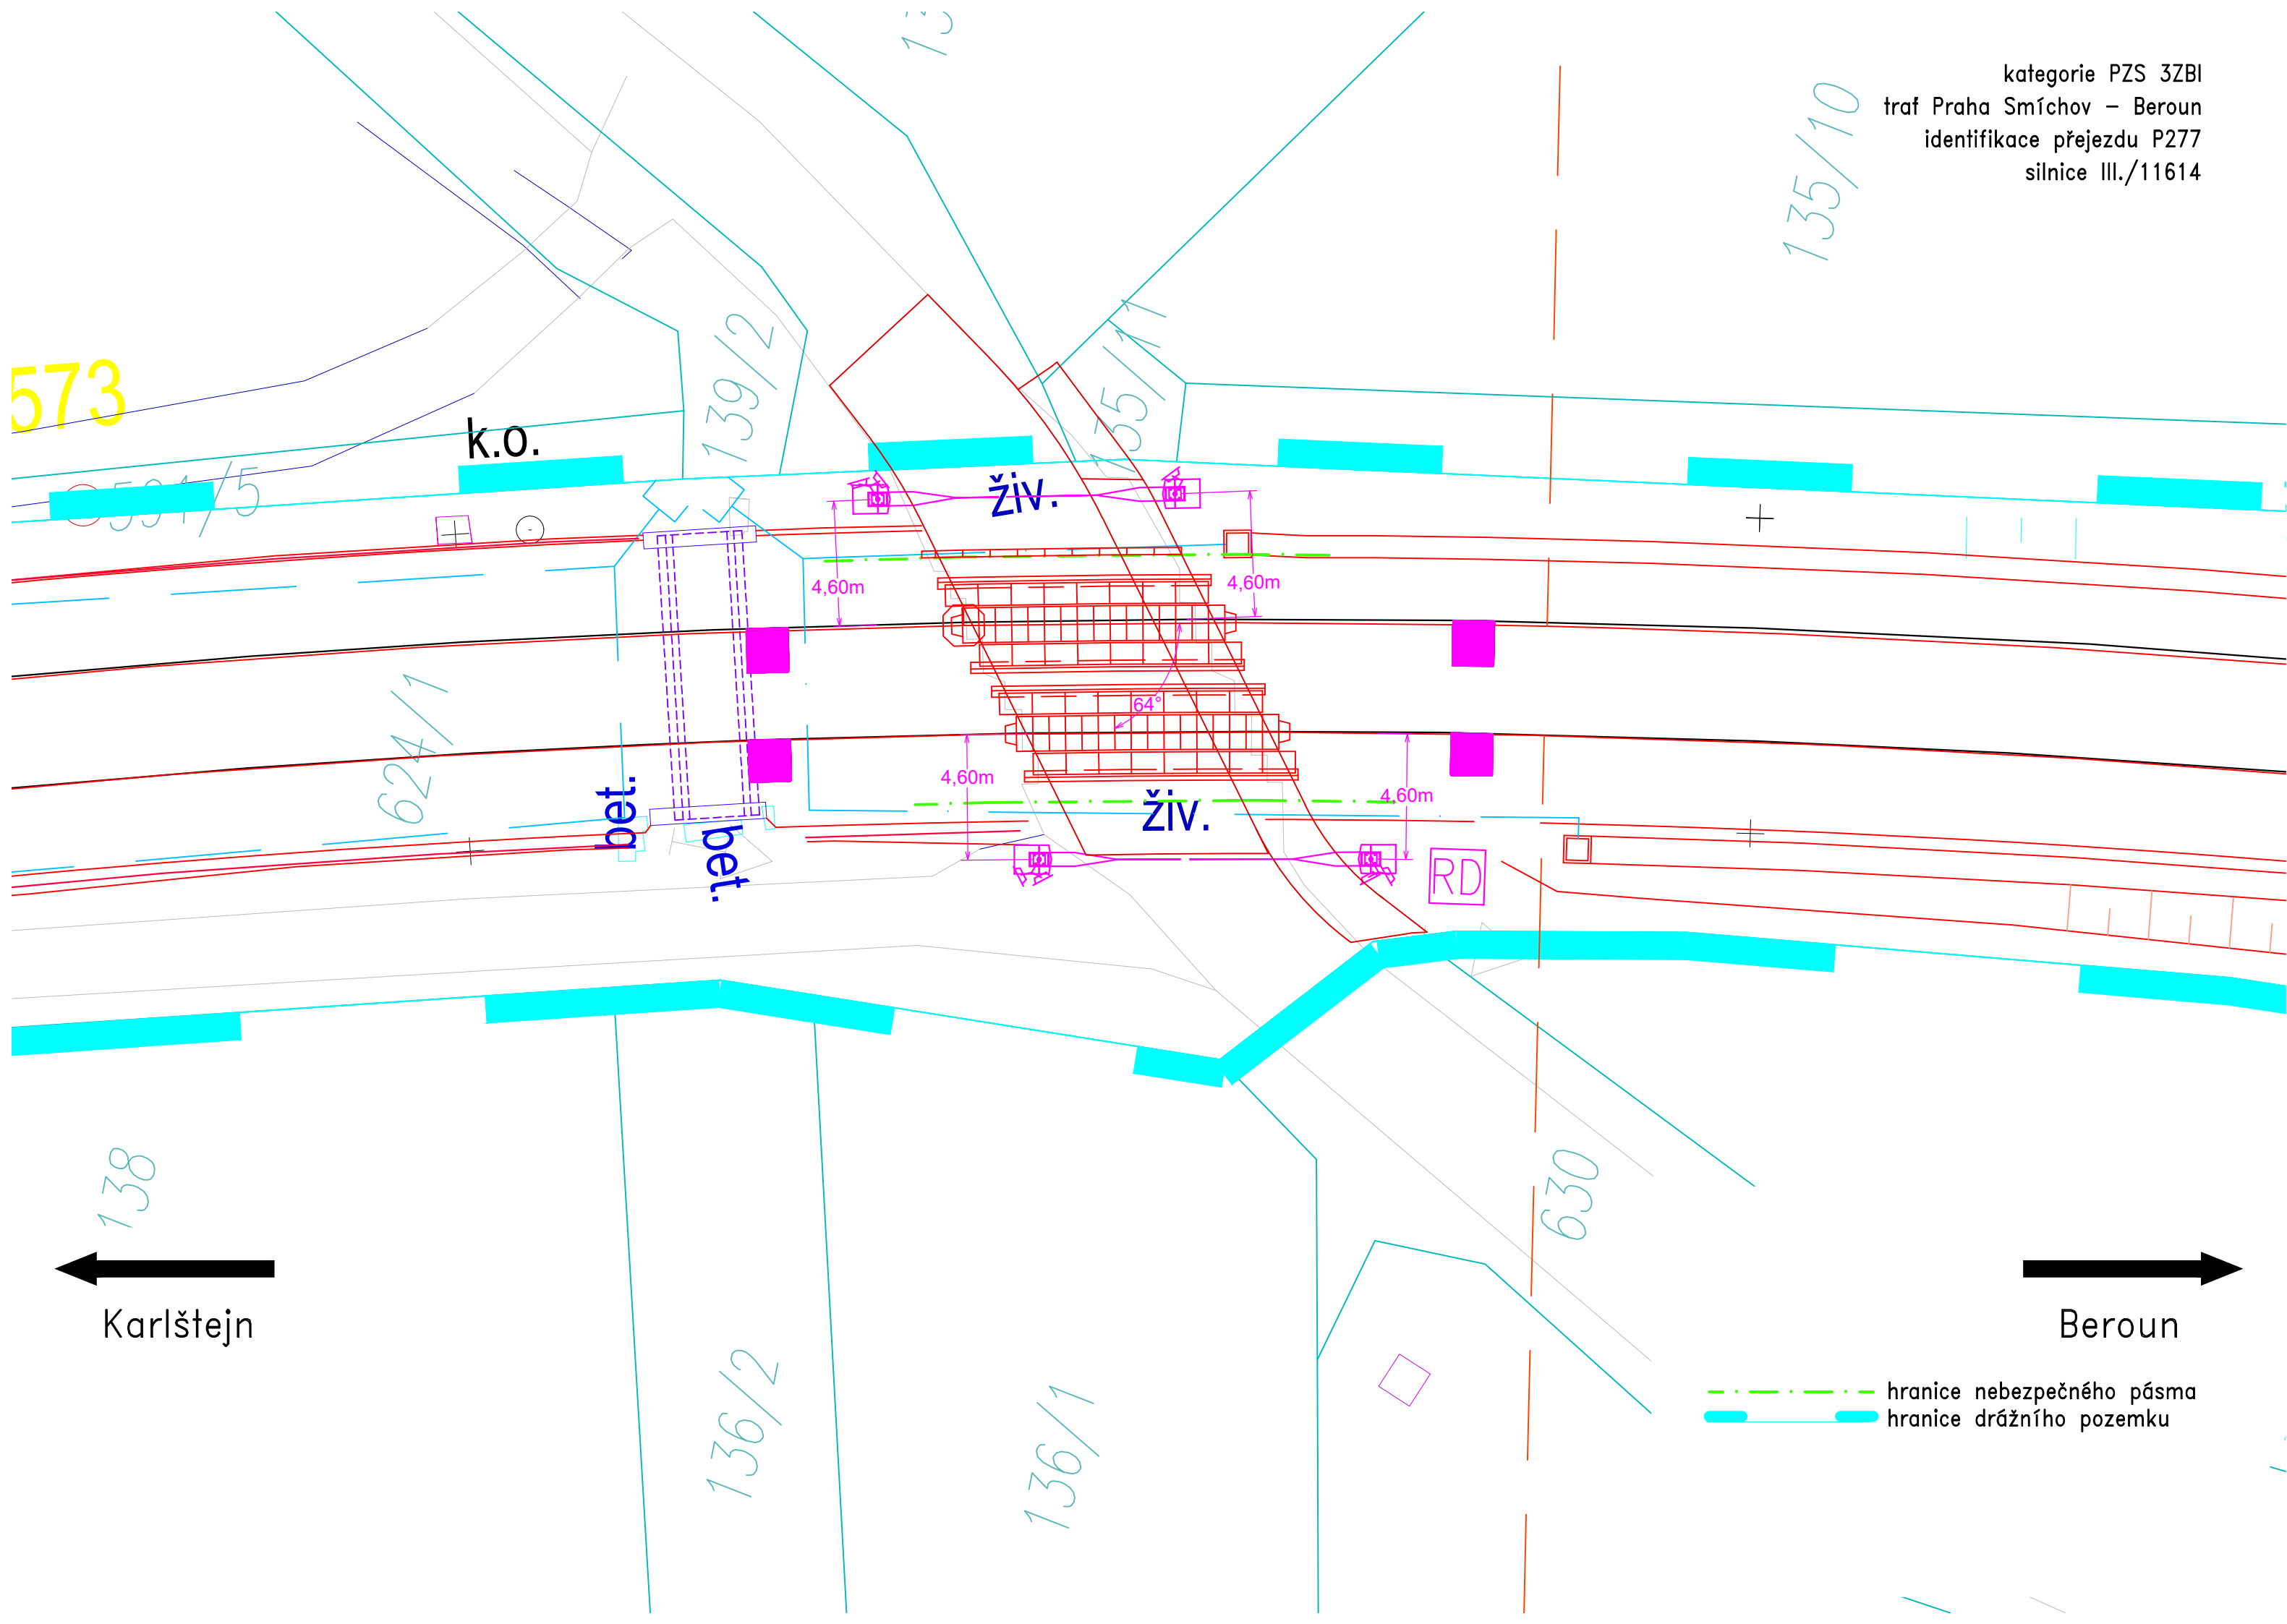 kategorie PZS 3ZBI
trať Praha Smíchov – Beroun
identifikace přejezdu P277
silnice III./11614
135/10
139/2
573
k.o.
živ.
4,60m
4,60m
64°
624/1
4,60m
4,60m
živ.
bet.
bet.
RD
138
630
Karlštejn
Beroun
136/2
136/1
hranice nebezpečného pásma
hranice drážního pozemku